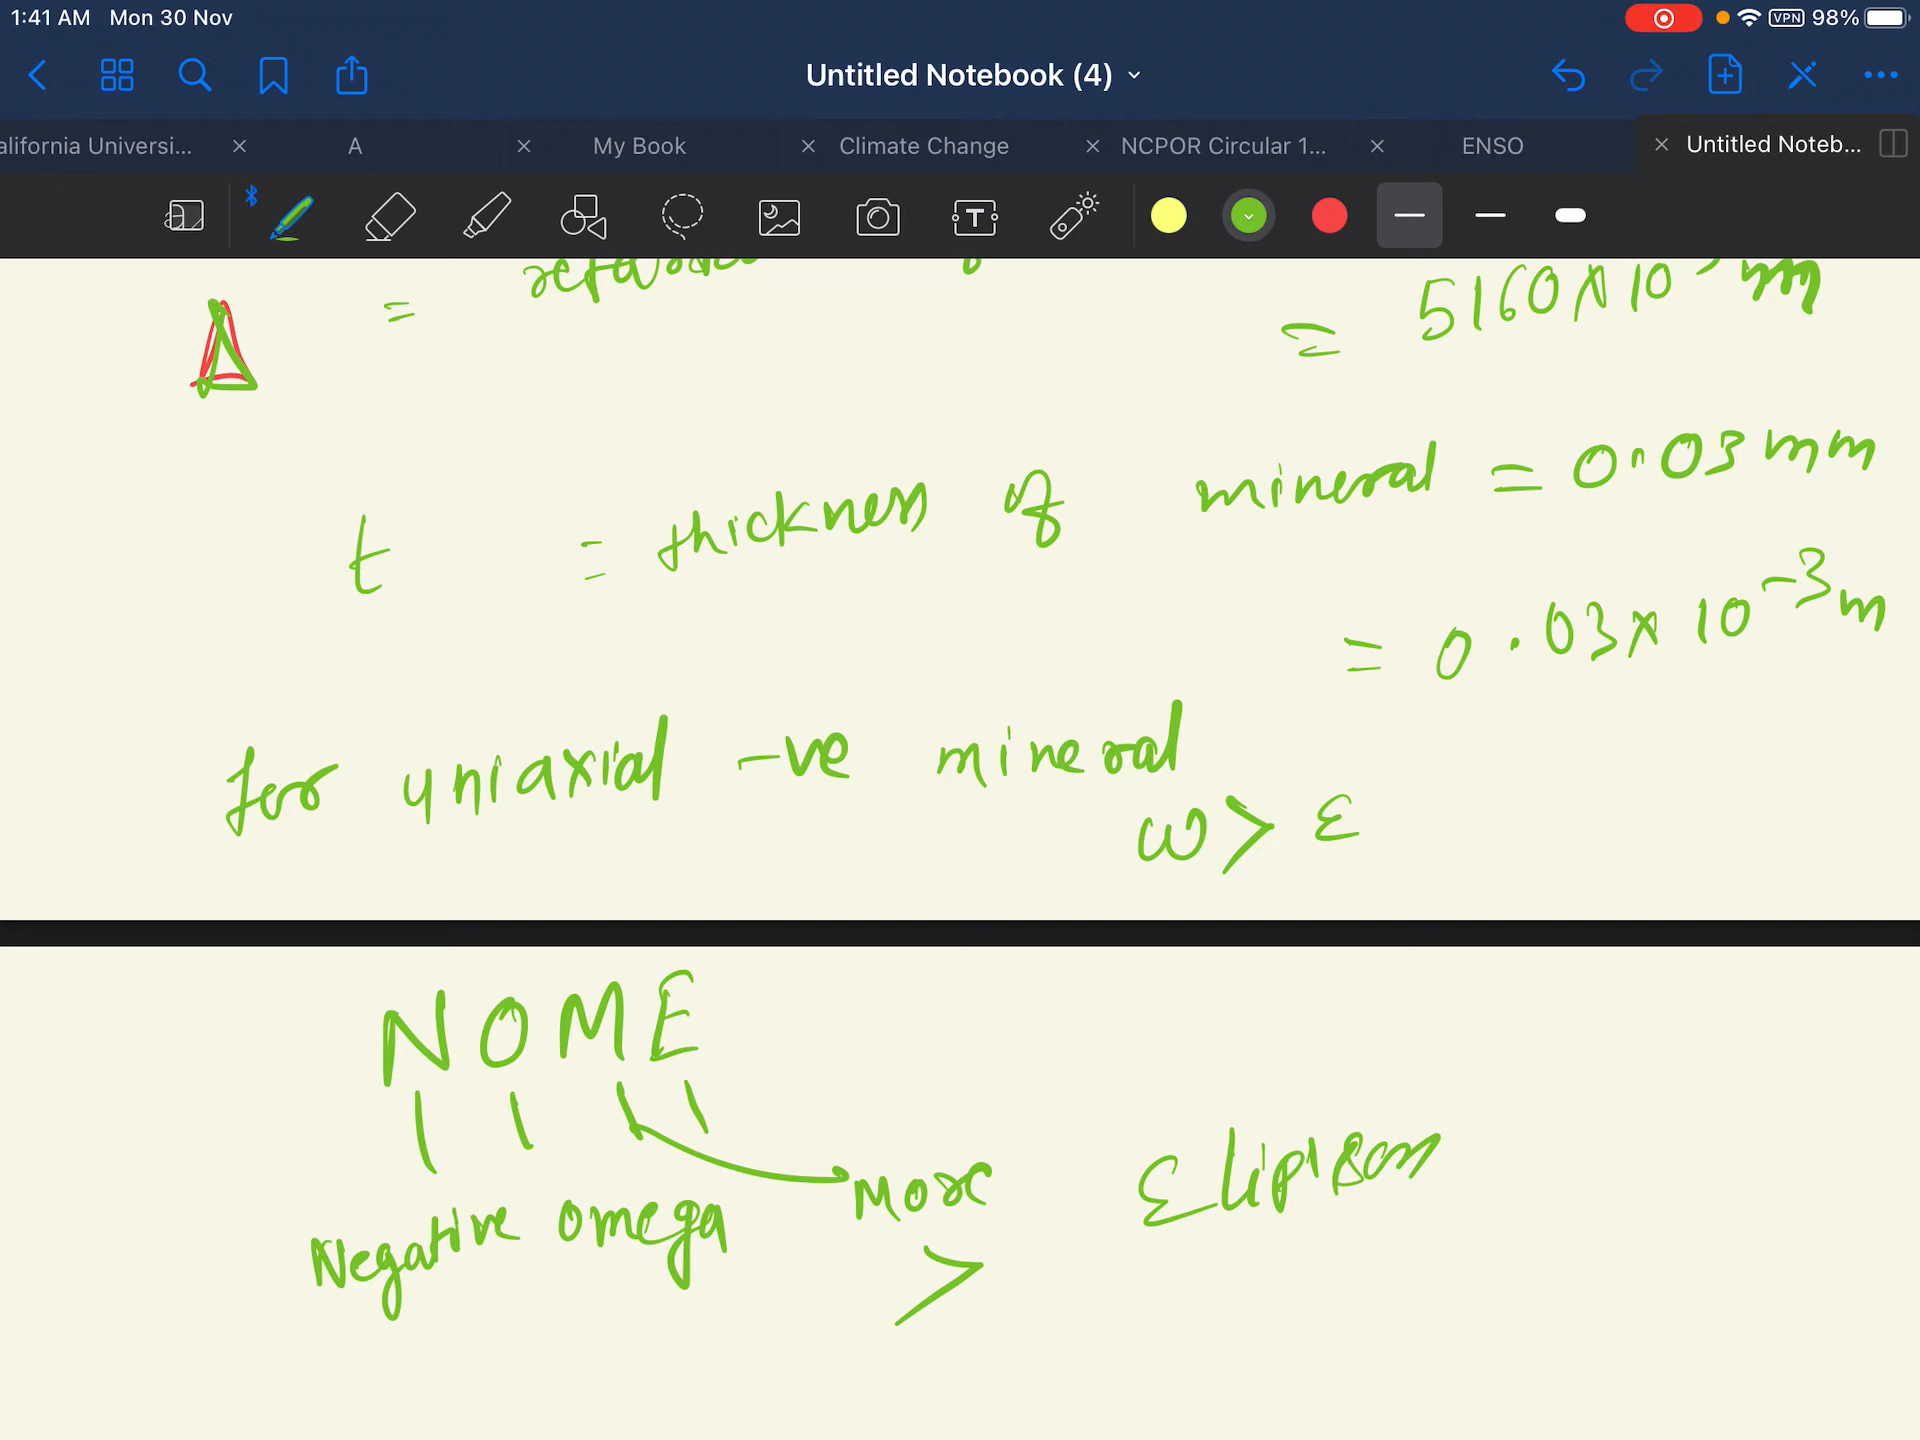 1:41 AM Mon 30 Nov
VPN 98%
Untitled Notebook (4)
alifornia Universi...
A
My Book
Climate Change
NCPOR Circular 1...
ENSO
Untitled Noteb...
T
Δ =
= 5160 × 10 m
t = thickness of mineral = 0.03 mm
= 0.03 × 10⁻³ m
for uniaxial -ve mineral
ω > ε
NOME
Negative omega More Elipison
>